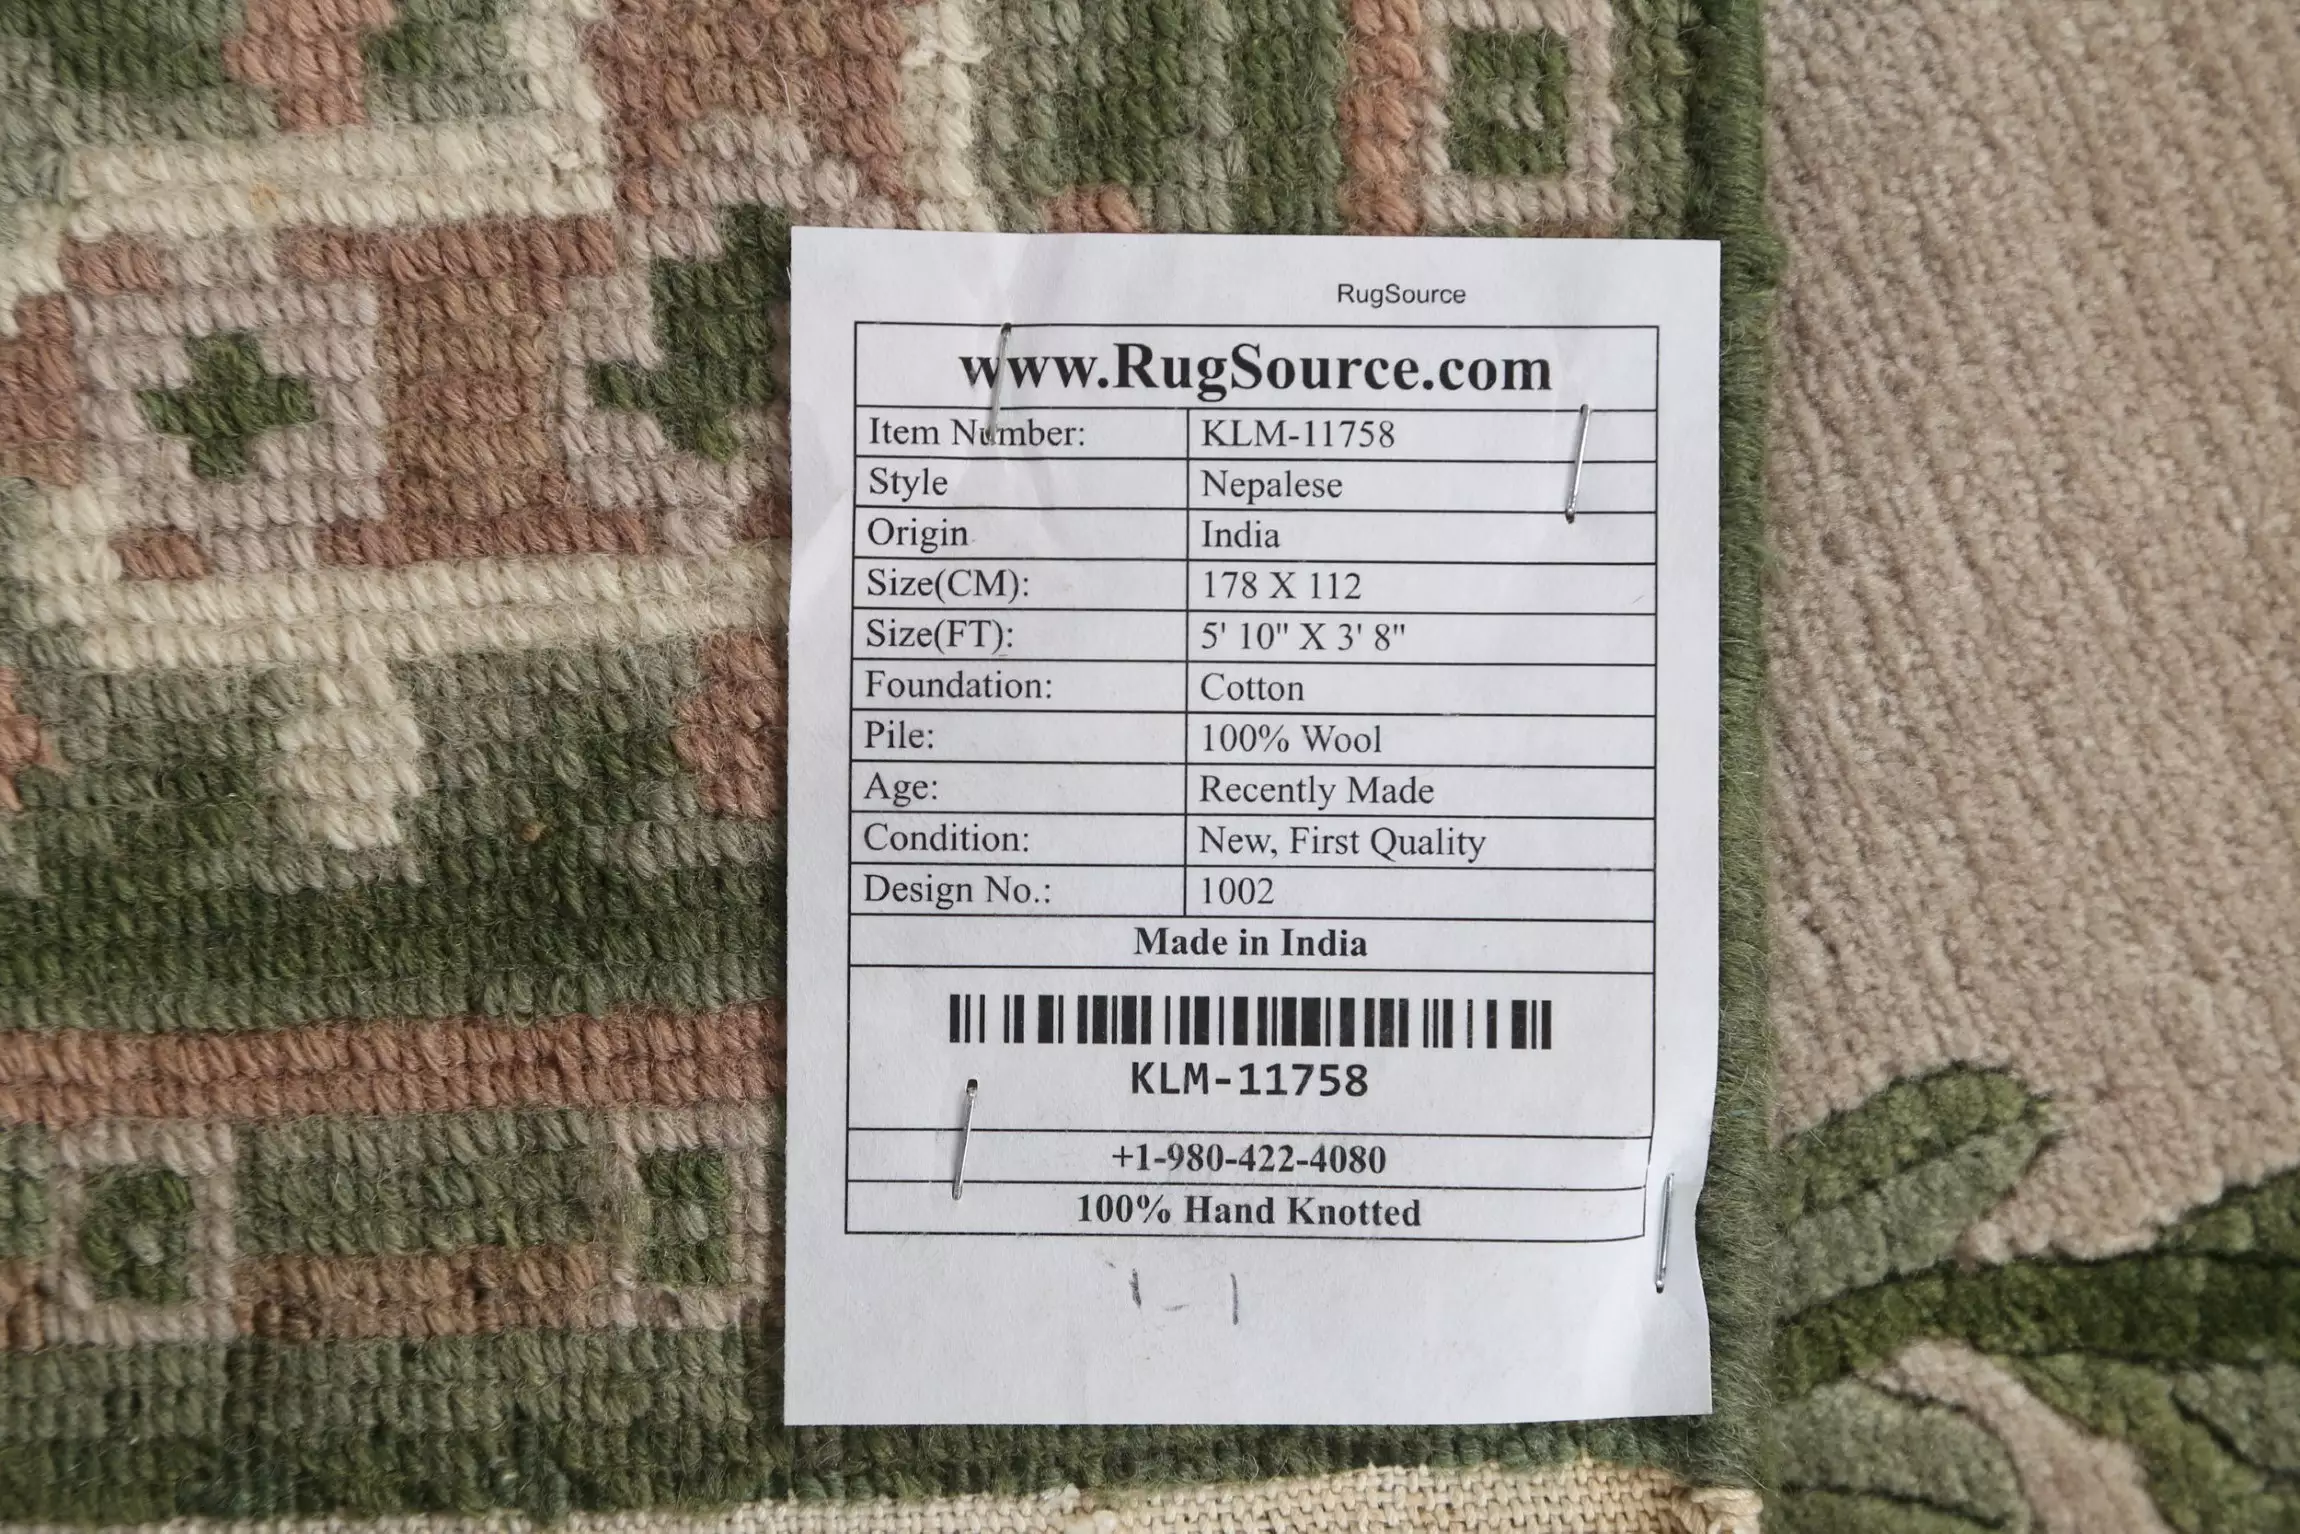 RugSource
www.RugSource.com
Item Number: KLM-11758
Style Nepalese
Origin India
Size(CM): 178 X 112
Size(FT): 5' 10" X 3' 8"
Foundation: Cotton
Pile: 100% Wool
Age: Recently Made
Condition: New, First Quality
Design No.: 1002
Made in India
KLM-11758
+1-980-422-4080
100% Hand Knotted
1-1